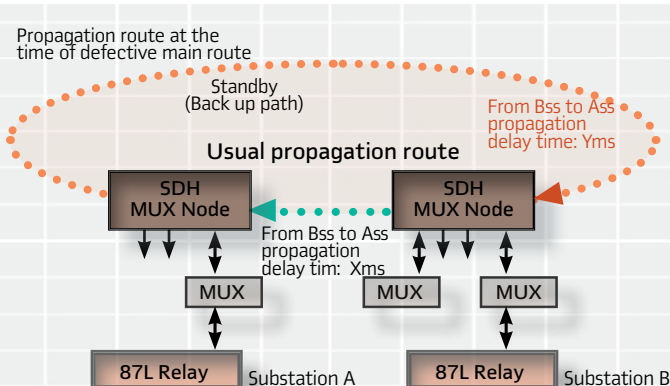 Propagation route at the
time of defective main route
Standby
(Back up path)
From Bss to Ass
propagation
delay time: Yms
Usual propagation route
SDH
MUX Node
SDH
MUX Node
From Bss to Ass
propagation
delay tim: Xms
MUX
MUX
MUX
87L Relay
Substation A
87L Relay
Substation B